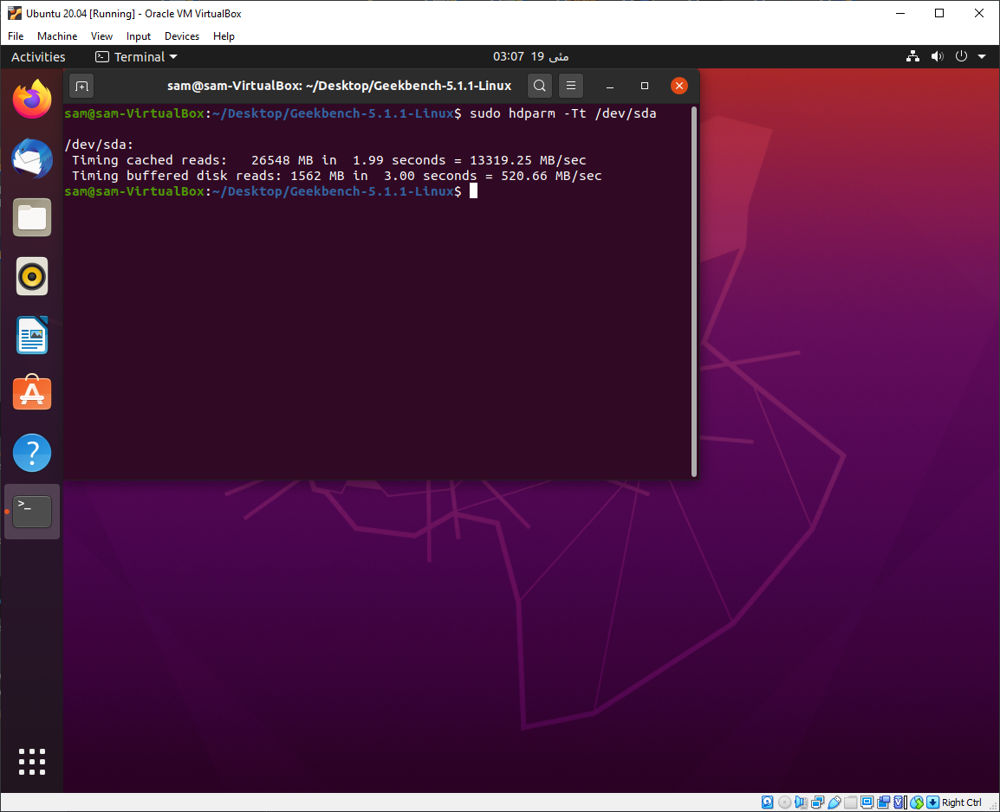 Ubuntu 20.04 [Running] - Oracle VM VirtualBox
File Machine View Input Devices Help
Activities Terminal 03:07 19 مئی
sam@sam-VirtualBox: ~/Desktop/Geekbench-5.1.1-Linux
sam@sam-VirtualBox:~/Desktop/Geekbench-5.1.1-Linux$ sudo hdparm -Tt /dev/sda
/dev/sda:
Timing cached reads: 26548 MB in 1.99 seconds = 13319.25 MB/sec
Timing buffered disk reads: 1562 MB in 3.00 seconds = 520.66 MB/sec
sam@sam-VirtualBox:~/Desktop/Geekbench-5.1.1-Linux$
Right Ctrl